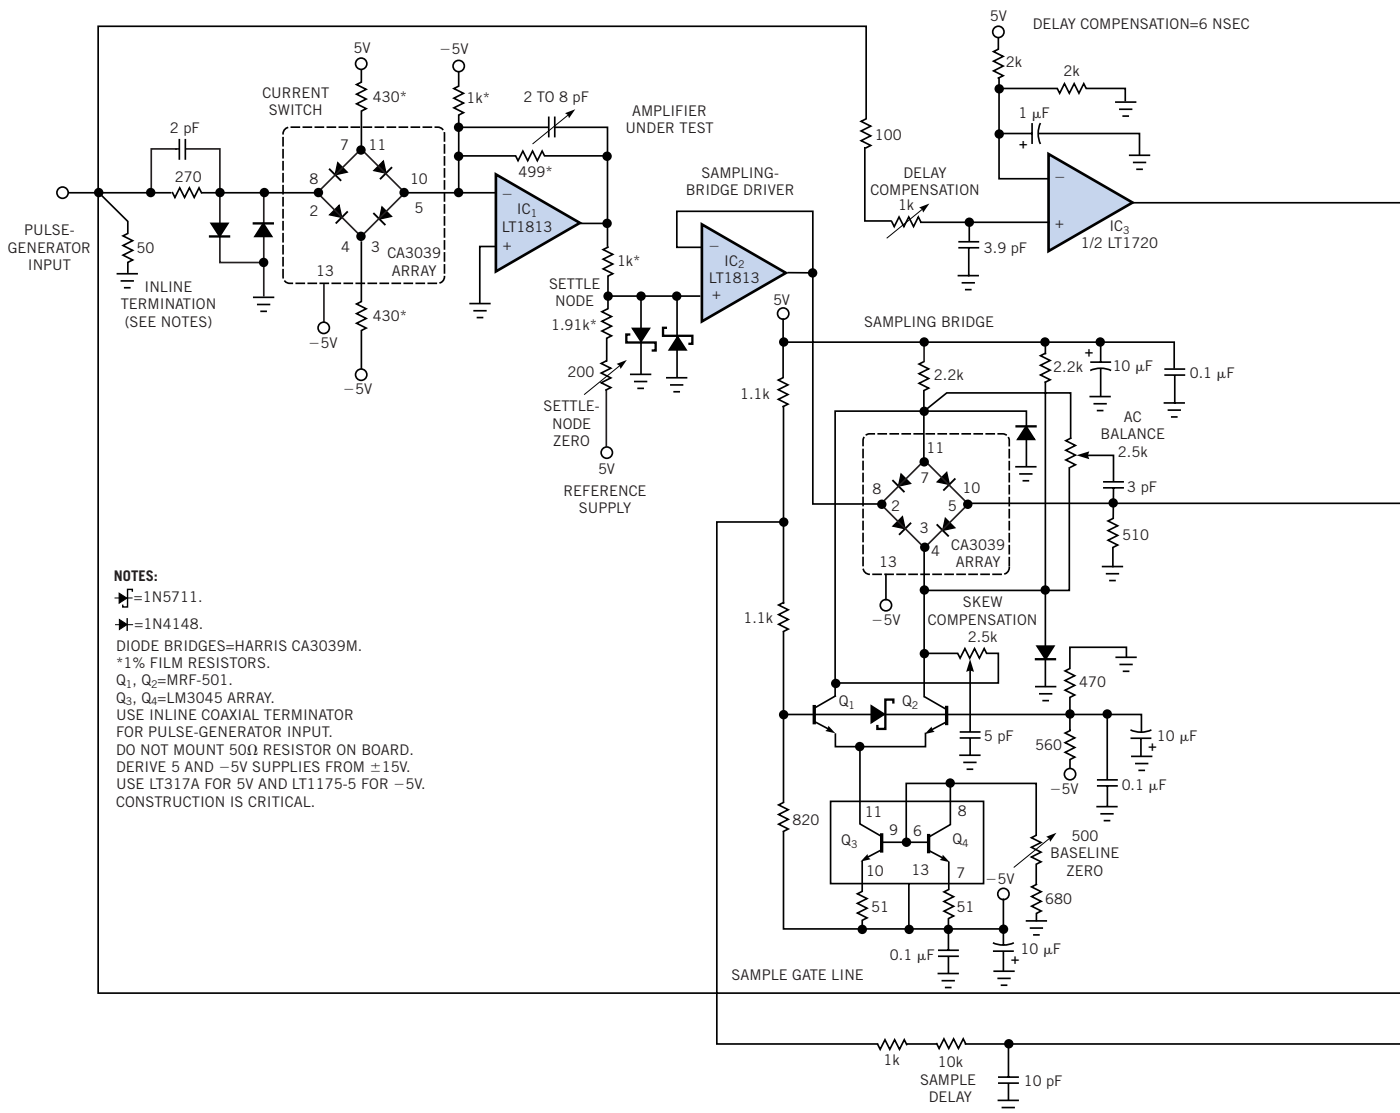 5V
DELAY COMPENSATION=6 NSEC
2k
2k
1 µF
+
5V
−5V
CURRENT
SWITCH
430*
1k*
2 TO 8 pF
AMPLIFIER
UNDER TEST
499*
2 pF
270
7
11
8
2
10
5
4
3
13
CA3039
ARRAY
−
+
IC1
LT1813
100
DELAY
COMPENSATION
1k
3.9 pF
−
+
IC3
1/2 LT1720
SAMPLING-
BRIDGE DRIVER
−
+
IC2
LT1813
PULSE-
GENERATOR
INPUT
50
INLINE
TERMINATION
(SEE NOTES)
−5V
430*
−5V
1k*
SETTLE
NODE
1.91k*
200
SETTLE-
NODE
ZERO
5V
REFERENCE
SUPPLY
5V
SAMPLING BRIDGE
1.1k
2.2k
2.2k
+
10 µF
0.1 µF
AC
BALANCE
2.5k
3 pF
510
11
7
8
2
10
5
3
4
13
CA3039
ARRAY
−5V
SKEW
COMPENSATION
2.5k
1.1k
Q1
Q2
470
560
−5V
5 pF
10 µF
+
0.1 µF
820
11
8
9
6
Q3
Q4
10
13
7
51
51
−5V
500
BASELINE
ZERO
680
0.1 µF
10 µF
+
SAMPLE GATE LINE
1k
10k
SAMPLE
DELAY
10 pF
NOTES:
=1N5711.
=1N4148.
DIODE BRIDGES=HARRIS CA3039M.
*1% FILM RESISTORS.
Q1, Q2=MRF-501.
Q3, Q4=LM3045 ARRAY.
USE INLINE COAXIAL TERMINATOR
FOR PULSE-GENERATOR INPUT.
DO NOT MOUNT 50Ω RESISTOR ON BOARD.
DERIVE 5 AND −5V SUPPLIES FROM ±15V.
USE LT317A FOR 5V AND LT1175-5 FOR −5V.
CONSTRUCTION IS CRITICAL.